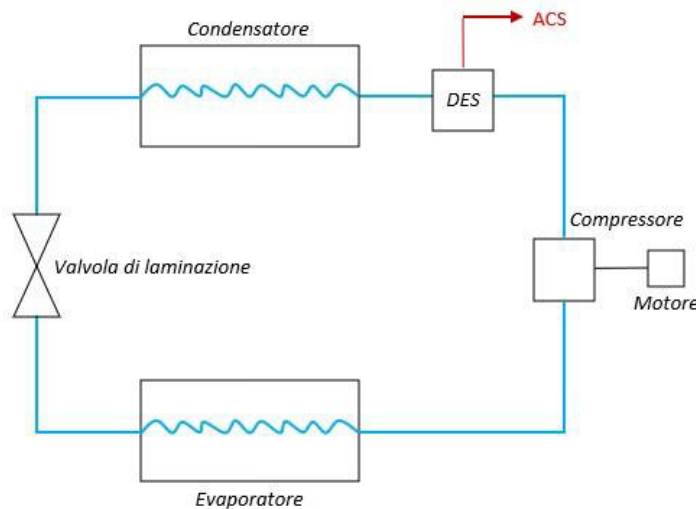 Condensatore
ACS
DES
Compressore
Valvola di laminazione
Motore
Evaporatore